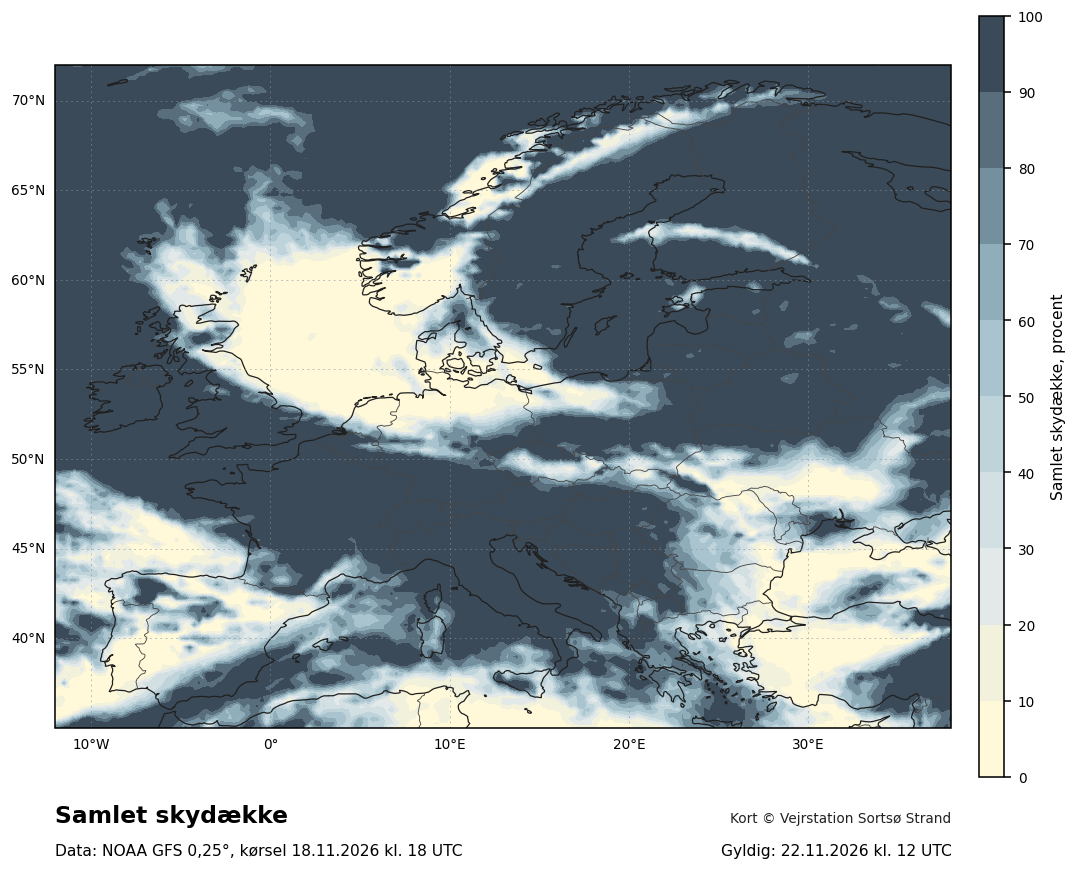 100
90
80
70
60
50
40
30
20
10
0
Samlet skydække, procent
70°N
65°N
60°N
55°N
50°N
45°N
40°N
10°W
0°
10°E
20°E
30°E
Samlet skydække
Kort © Vejrstation Sortsø Strand
Data: NOAA GFS 0,25°, kørsel 18.11.2026 kl. 18 UTC
Gyldig: 22.11.2026 kl. 12 UTC